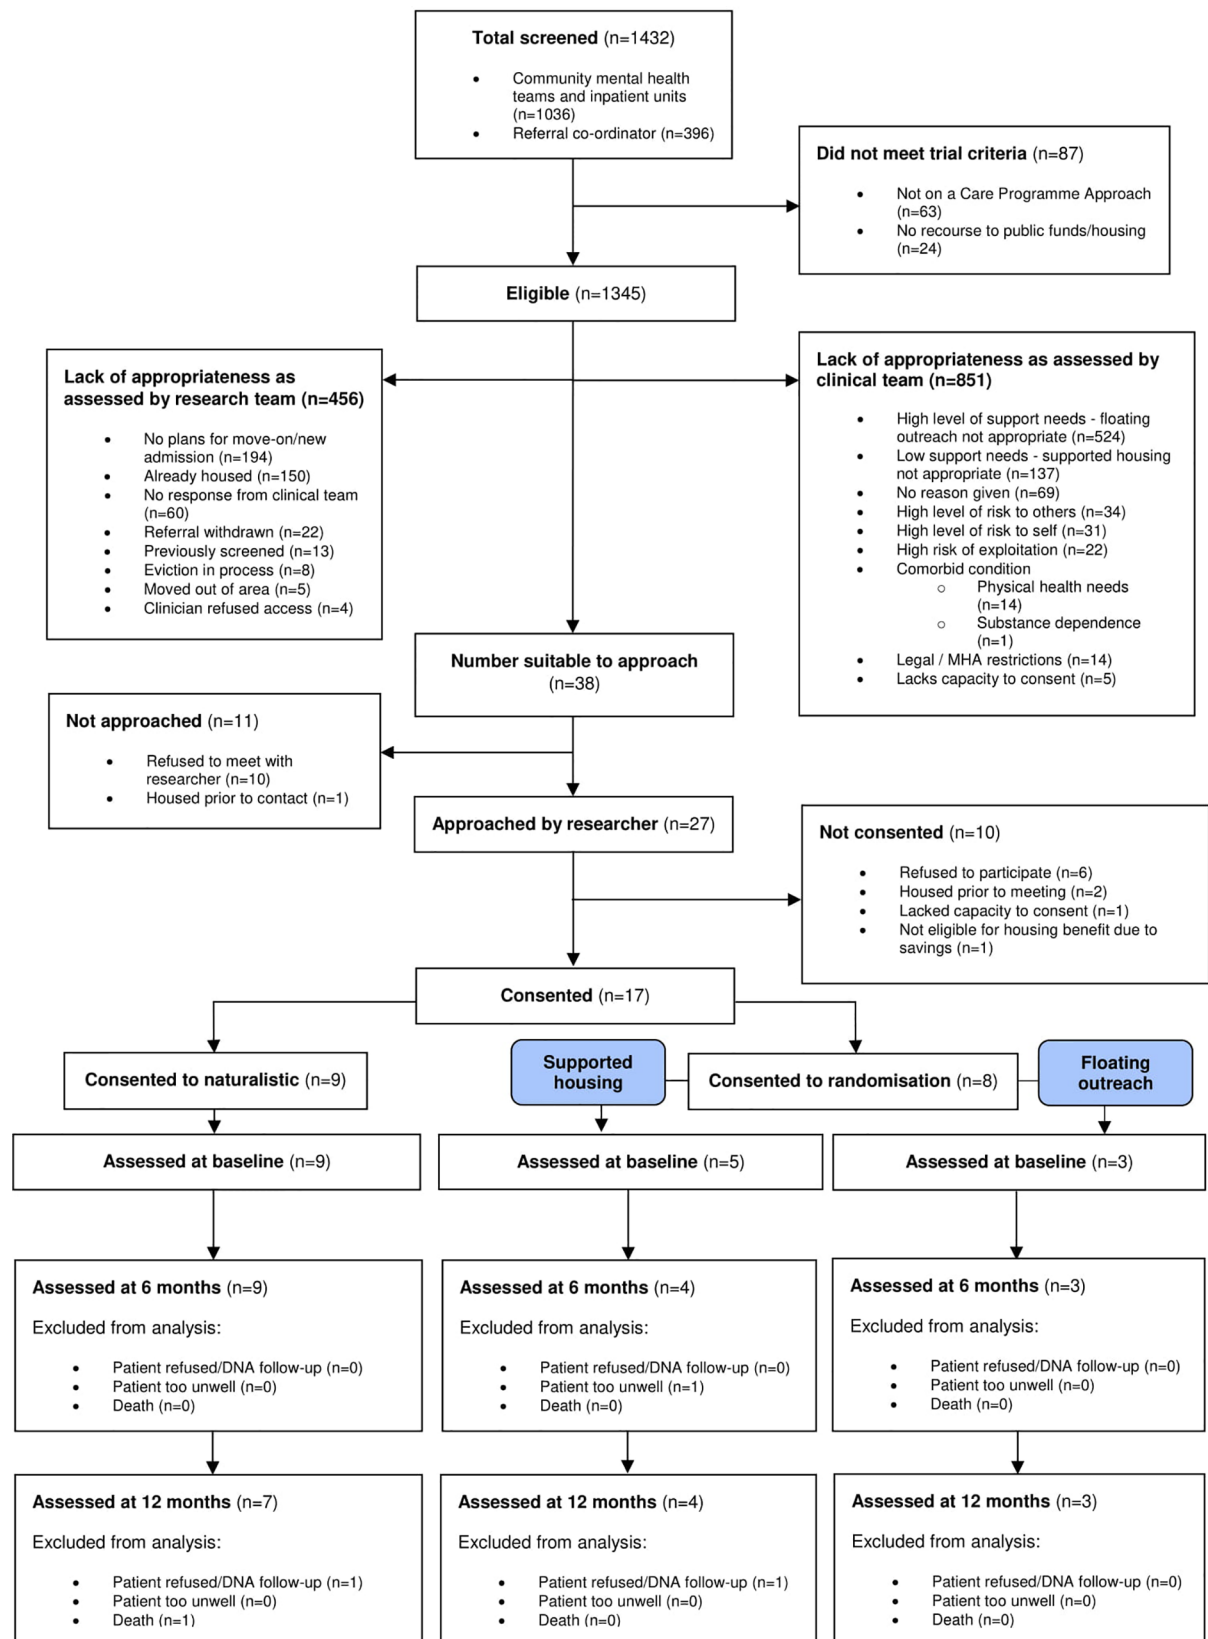 Total screened (n=1432)
• Community mental health
teams and inpatient units
(n=1036)
• Referral co-ordinator (n=396)
Did not meet trial criteria (n=87)
• Not on a Care Programme Approach
(n=63)
• No recourse to public funds/housing
(n=24)
Eligible (n=1345)
Lack of appropriateness as
assessed by research team (n=456)
• No plans for move-on/new
admission (n=194)
• Already housed (n=150)
• No response from clinical team
(n=60)
• Referral withdrawn (n=22)
• Previously screened (n=13)
• Eviction in process (n=8)
• Moved out of area (n=5)
• Clinician refused access (n=4)
Lack of appropriateness as assessed by
clinical team (n=851)
• High level of support needs - floating
outreach not appropriate (n=524)
• Low support needs - supported housing
not appropriate (n=137)
• No reason given (n=69)
• High level of risk to others (n=34)
• High level of risk to self (n=31)
• High risk of exploitation (n=22)
• Comorbid condition
o Physical health needs
(n=14)
o Substance dependence
(n=1)
• Legal / MHA restrictions (n=14)
• Lacks capacity to consent (n=5)
Number suitable to approach
(n=38)
Not approached (n=11)
• Refused to meet with
researcher (n=10)
• Housed prior to contact (n=1)
Approached by researcher (n=27)
Not consented (n=10)
• Refused to participate (n=6)
• Housed prior to meeting (n=2)
• Lacked capacity to consent (n=1)
• Not eligible for housing benefit due to
savings (n=1)
Consented (n=17)
Consented to naturalistic (n=9)
Supported
housing
Consented to randomisation (n=8)
Floating
outreach
Assessed at baseline (n=9)
Assessed at baseline (n=5)
Assessed at baseline (n=3)
Assessed at 6 months (n=9)
Excluded from analysis:
• Patient refused/DNA follow-up (n=0)
• Patient too unwell (n=0)
• Death (n=0)
Assessed at 6 months (n=4)
Excluded from analysis:
• Patient refused/DNA follow-up (n=0)
• Patient too unwell (n=1)
• Death (n=0)
Assessed at 6 months (n=3)
Excluded from analysis:
• Patient refused/DNA follow-up (n=0)
• Patient too unwell (n=0)
• Death (n=0)
Assessed at 12 months (n=7)
Excluded from analysis:
• Patient refused/DNA follow-up (n=1)
• Patient too unwell (n=0)
• Death (n=1)
Assessed at 12 months (n=4)
Excluded from analysis:
• Patient refused/DNA follow-up (n=1)
• Patient too unwell (n=0)
• Death (n=0)
Assessed at 12 months (n=3)
Excluded from analysis:
• Patient refused/DNA follow-up (n=0)
• Patient too unwell (n=0)
• Death (n=0)